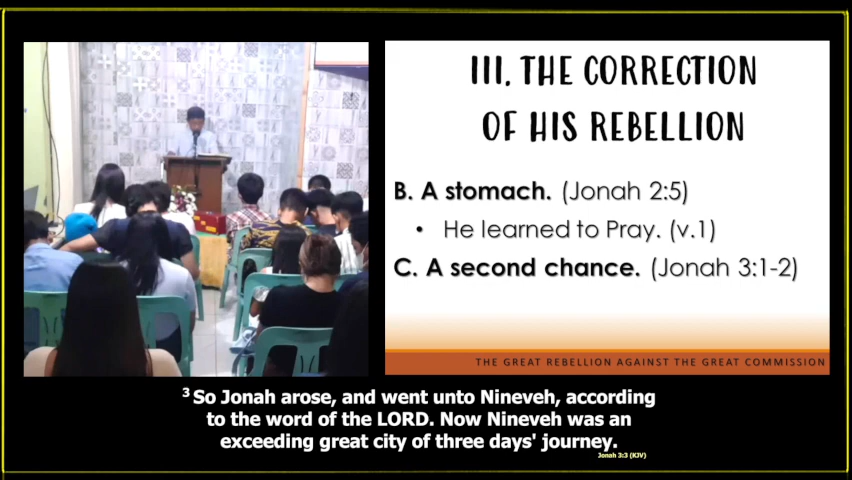 III. THE CORRECTION
OF HIS REBELLION
B. A stomach. (Jonah 2:5)
• He learned to Pray. (v.1)
C. A second chance. (Jonah 3:1-2)
THE GREAT REBELLION AGAINST THE GREAT COMMISSION
3 So Jonah arose, and went unto Nineveh, according
to the word of the LORD. Now Nineveh was an
exceeding great city of three days' journey.
Jonah 3:3 (KJV)